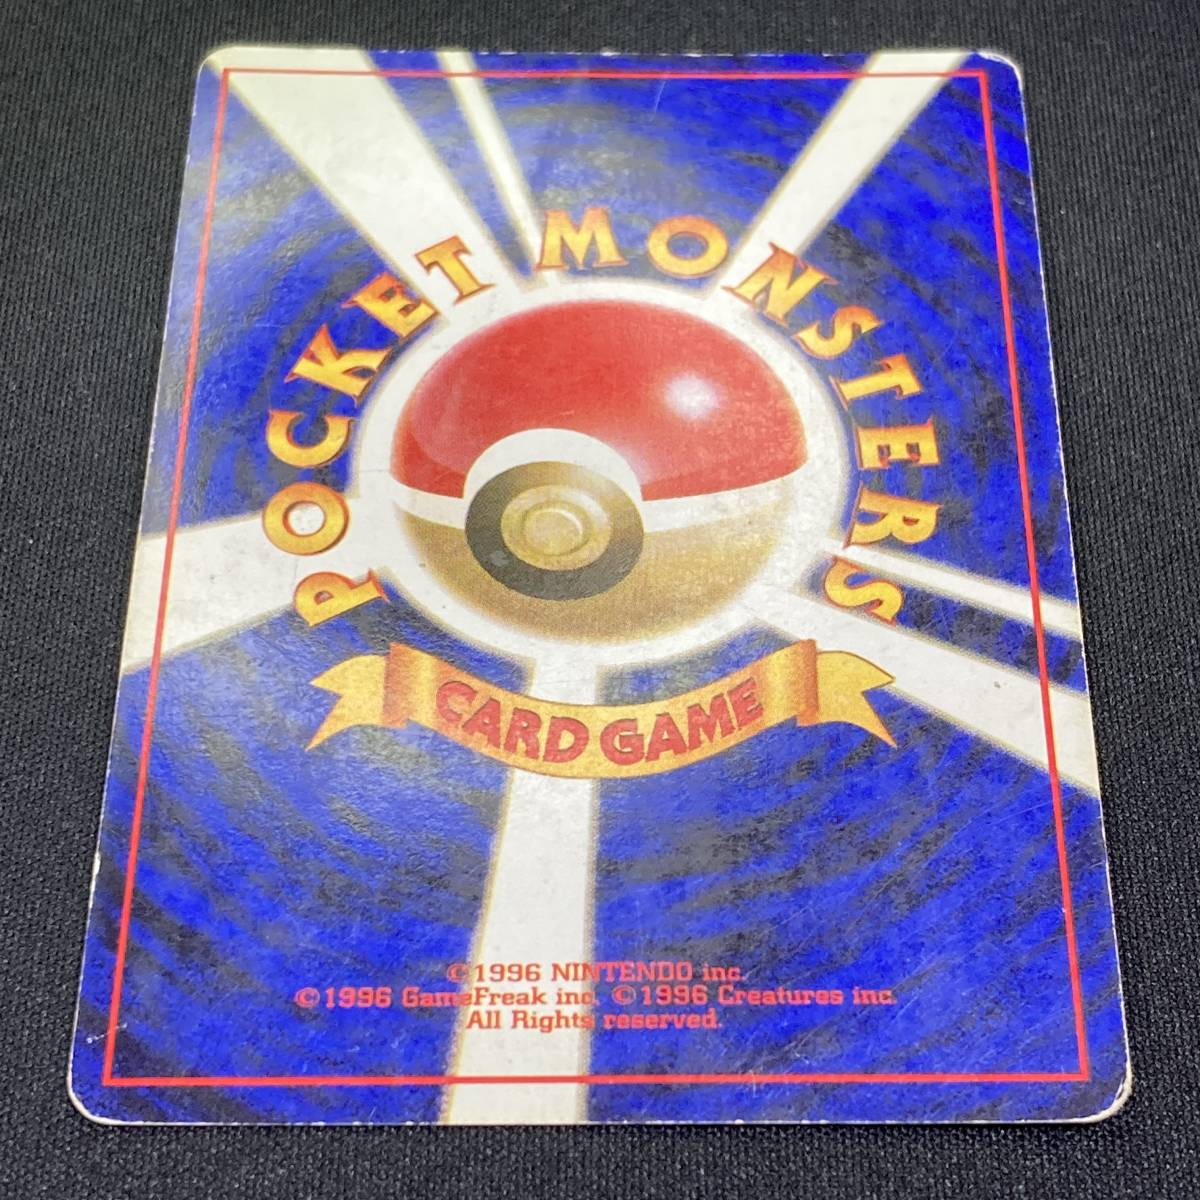 POCKET MONSTERS
CARD GAME
©1996 NINTENDO inc.
©1996 GameFreak inc. ©1996 Creatures inc.
All Rights reserved.